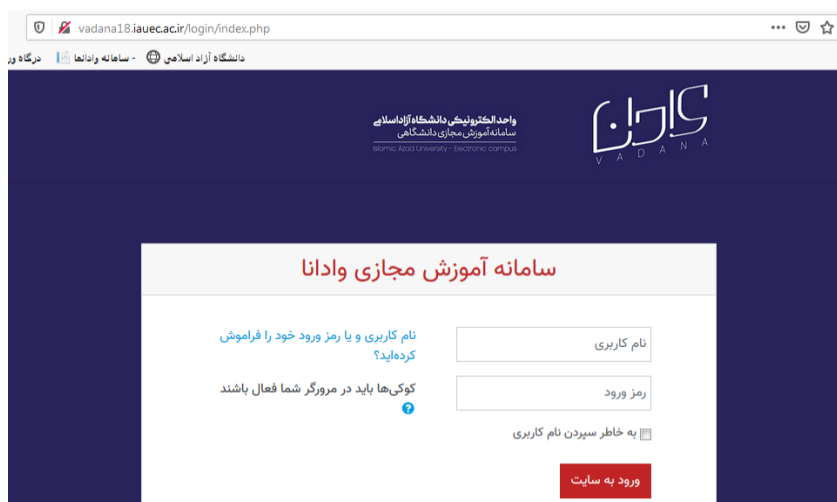 vadana18.iauec.ac.ir/login/index.php
دانشگاه آزاد اسلامی - سامانه وادانما درگاه ور
واحد الکترونیکی دانشگاه آزاد اسلامی
سامانه آموزش مجازی دانشگاهی
Islamic Azad University - Electronic campus
وادانا
VADANA
سامانه آموزش مجازی وادانا
نام کاربری
رمز ورود
به خاطر سپردن نام کاربری
ورود به سایت
نام کاربری و یا رمز ورود خود را فراموش
کرده‌اید؟
کوکی‌ها باید در مرورگر شما فعال باشند